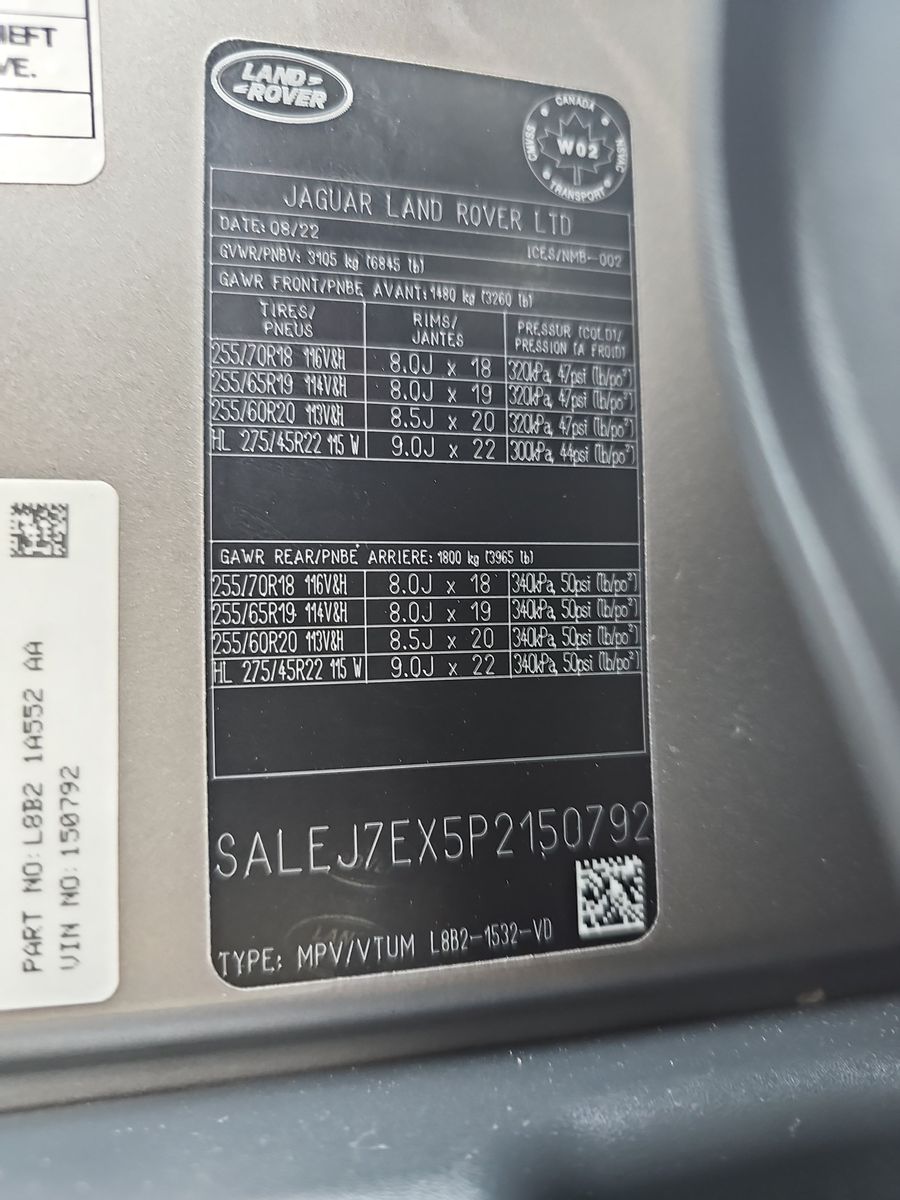 HEFT
VE.
LAND
ROVER
CANADA
CMVSS
W02
NSVAC
TRANSPORT
JAGUAR LAND ROVER LTD
DATE: 08/22
GVWR/PNBV: 3105 kg (6845 lb)
ICES/NMB-002
GAWR FRONT/PNBE AVANT: 1480 kg (3260 lb)
TIRES/ PNEUS RIMS/ JANTES PRESSUR (COLD)/ PRESSION (A FROID)
255/70R18 116V&H 8.0J x 18 320kPa, 47psi (lb/po²)
255/65R19 114V&H 8.0J x 19 320kPa, 47psi (lb/po²)
255/60R20 113V&H 8.5J x 20 320kPa, 47psi (lb/po²)
HL 275/45R22 115 W 9.0J x 22 300kPa, 44psi (lb/po²)
GAWR REAR/PNBE ARRIERE: 1800 kg (3965 lb)
255/70R18 116V&H 8.0J x 18 340kPa, 50psi (lb/po²)
255/65R19 114V&H 8.0J x 19 340kPa, 50psi (lb/po²)
255/60R20 113V&H 8.5J x 20 340kPa, 50psi (lb/po²)
HL 275/45R22 115 W 9.0J x 22 340kPa, 50psi (lb/po²)
SALEJ7EX5P2150792
TYPE: MPV/VTUM L8B2-1532-VD
PART NO: L8B2 1A552 AA
VIN NO: 150792